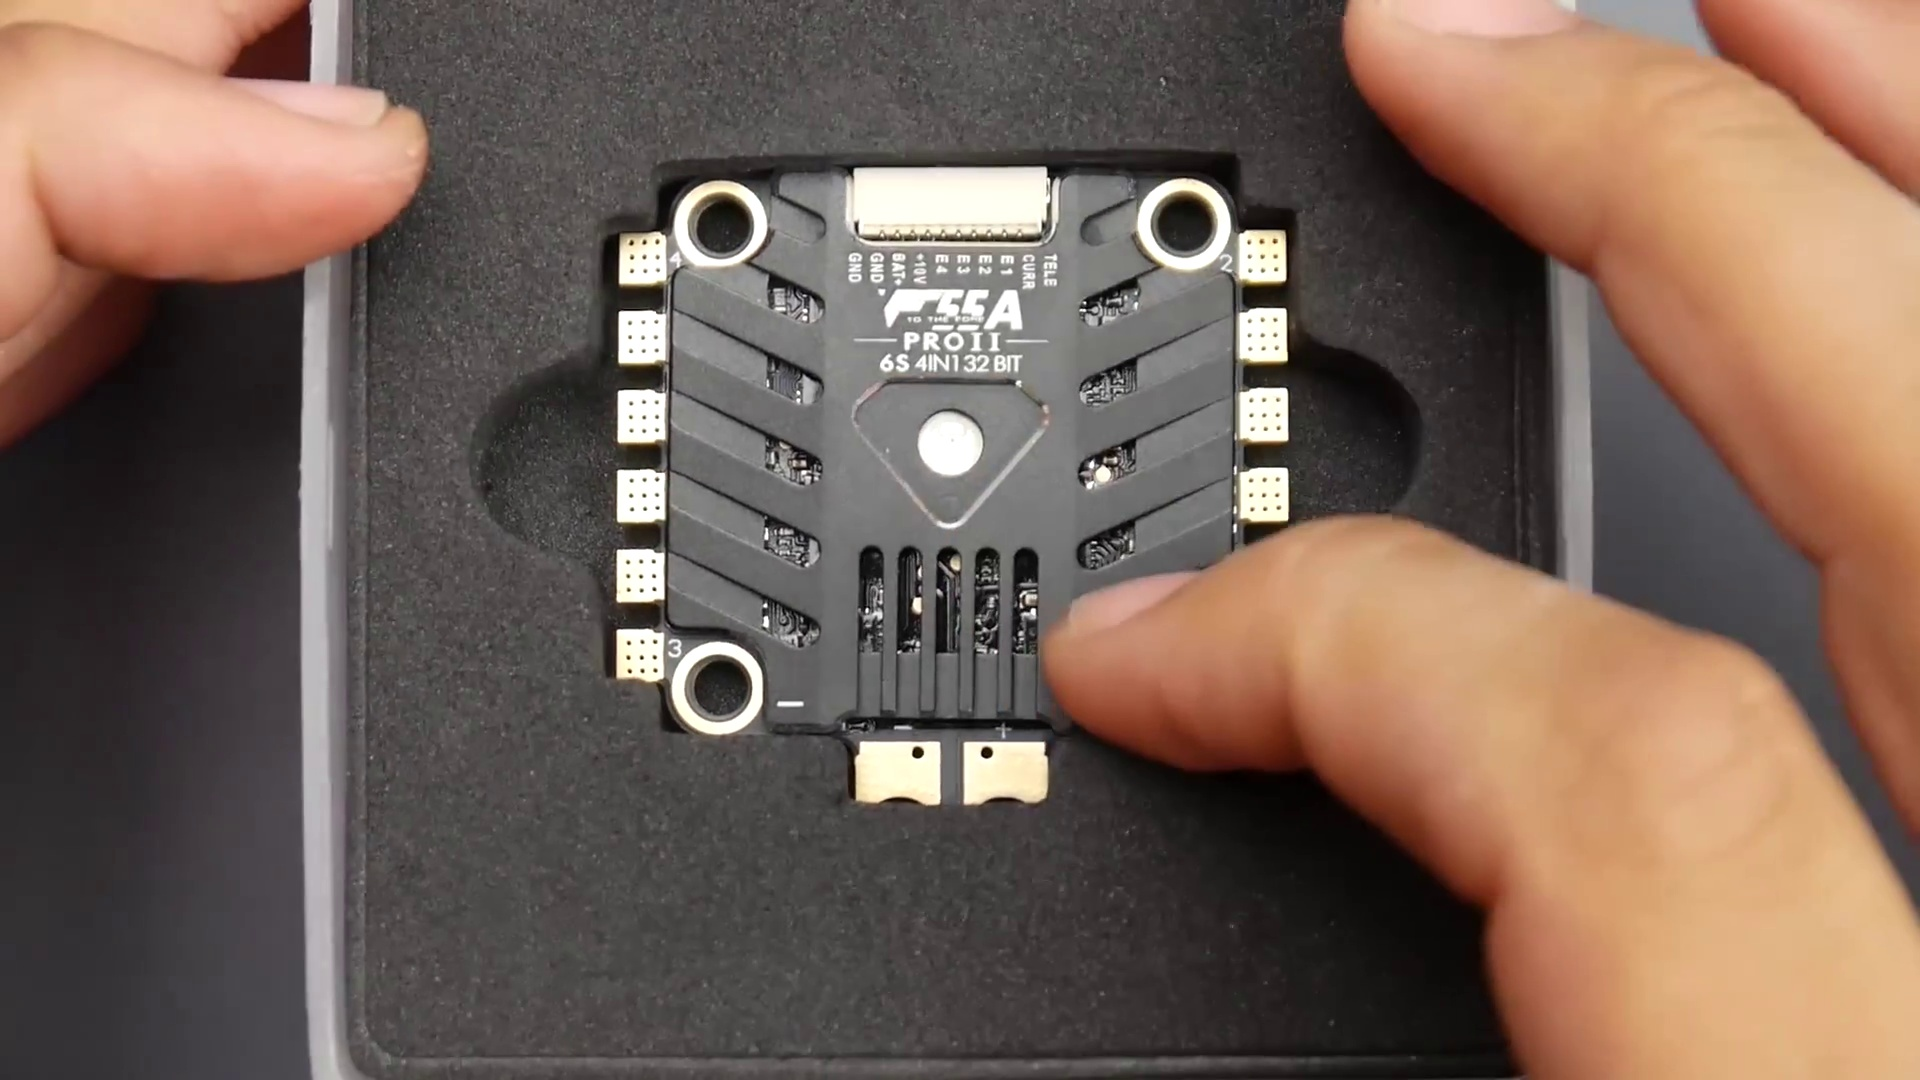 GND
GND
BAT+
+10V
E4
E3
E2
E1
CURR
TELE
4
2
F55A
TO THE FORE
PROII
6S 4IN1 32 BIT
3
—
- +